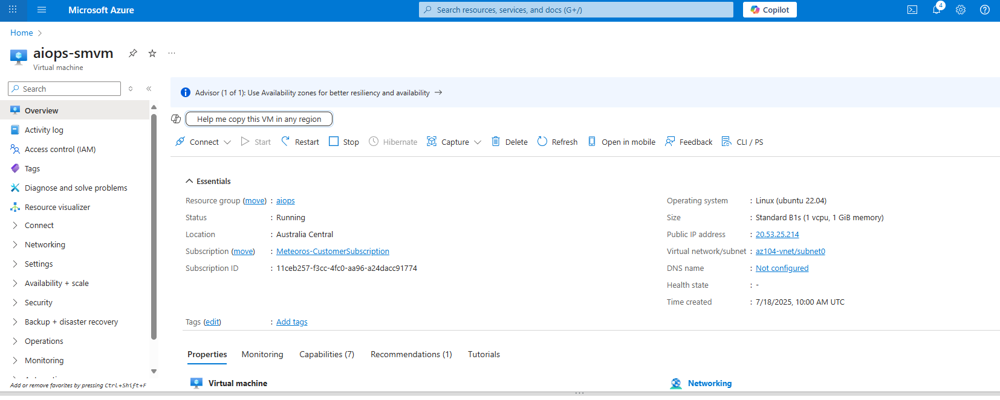 Microsoft Azure
Search resources, services, and docs (G+/)
Copilot
4
Home
aiops-smvm
Virtual machine
Search
Overview
Activity log
Access control (IAM)
Tags
Diagnose and solve problems
Resource visualizer
Connect
Networking
Settings
Availability + scale
Security
Backup + disaster recovery
Operations
Monitoring
Add or remove favorites by pressing Ctrl+Shift+F
Advisor (1 of 1): Use Availability zones for better resiliency and availability →
Help me copy this VM in any region
Connect Start Restart Stop Hibernate Capture Delete Refresh Open in mobile Feedback CLI / PS
Essentials
Resource group (move) : aiops
Status : Running
Location : Australia Central
Subscription (move) : Meteoros-CustomerSubscription
Subscription ID : 11ceb257-f3cc-4fc0-aa96-a24dacc91774
Operating system : Linux (ubuntu 22.04)
Size : Standard B1s (1 vcpu, 1 GiB memory)
Public IP address : 20.53.25.214
Virtual network/subnet : az104-vnet/subnet0
DNS name : Not configured
Health state : -
Time created : 7/18/2025, 10:00 AM UTC
Tags (edit) : Add tags
Properties Monitoring Capabilities (7) Recommendations (1) Tutorials
Virtual machine
Networking